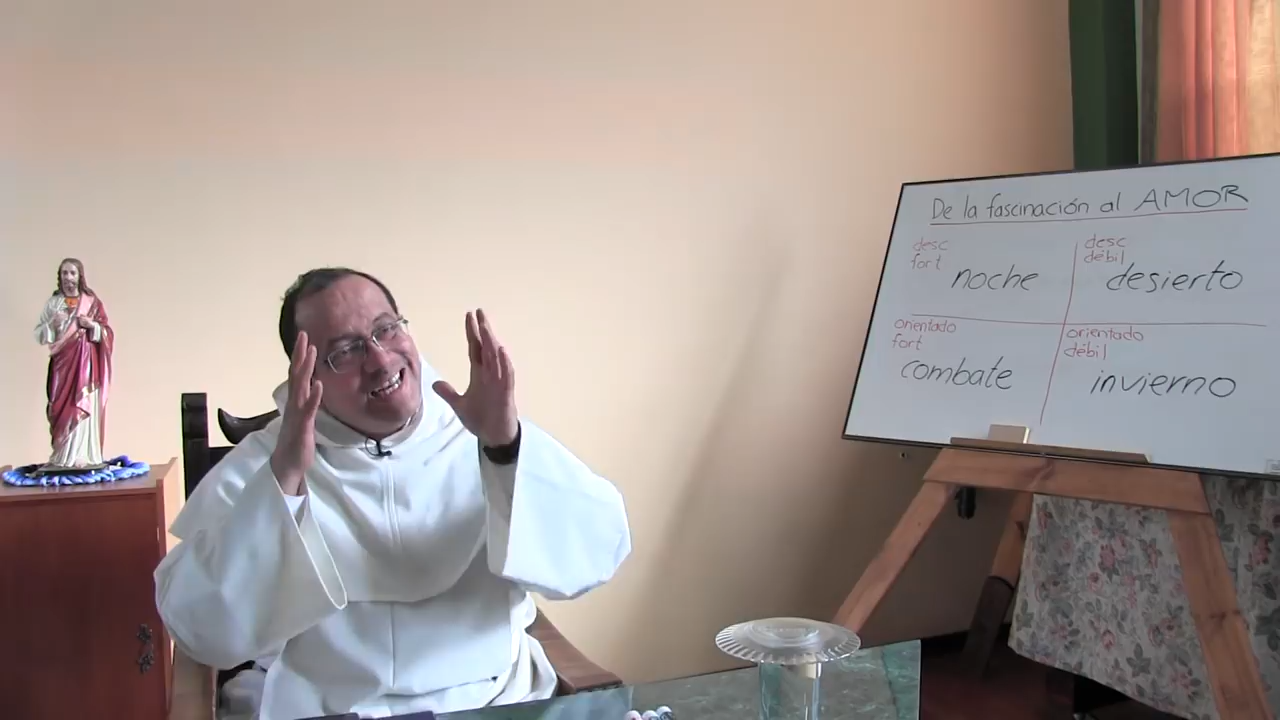 De la fascinación al AMOR
desc
fort
noche
desc
débil
desierto
orientado
fort
combate
orientado
débil
invierno